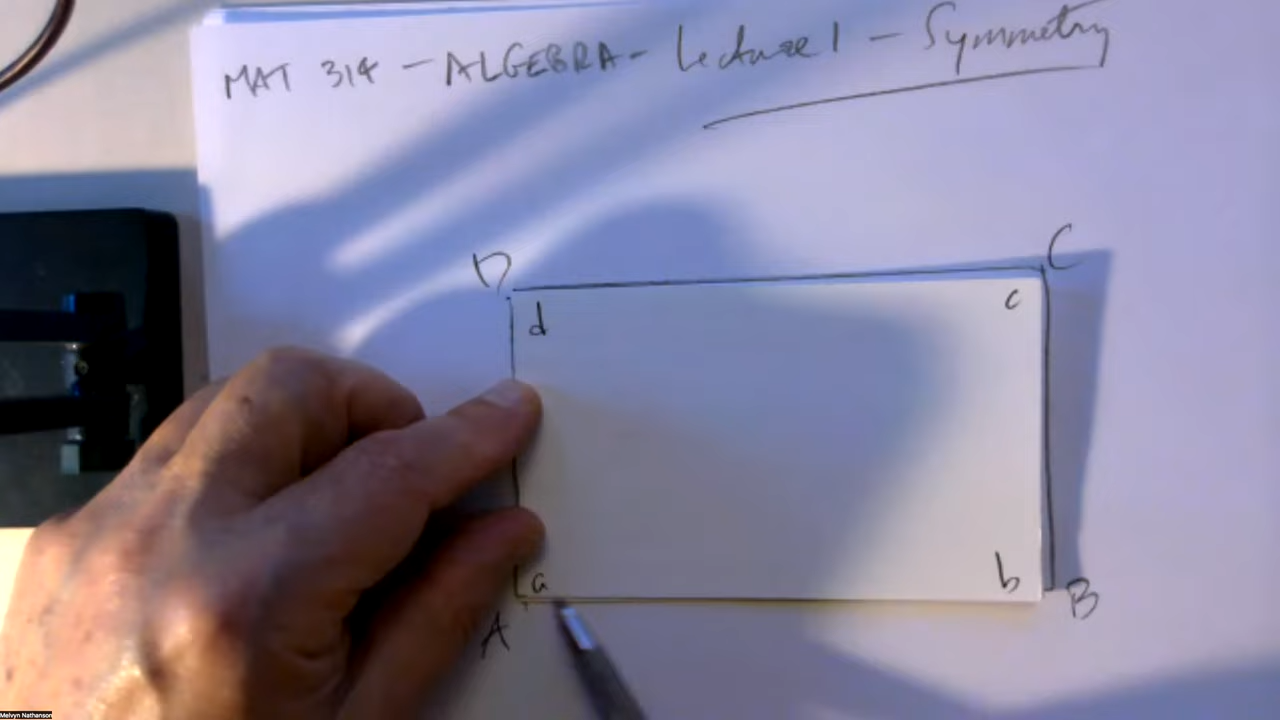 MAT 314 - ALGEBRA - Lecture 1 - Symmetry
D C
d c
a b
A B
Melvyn Nathanson